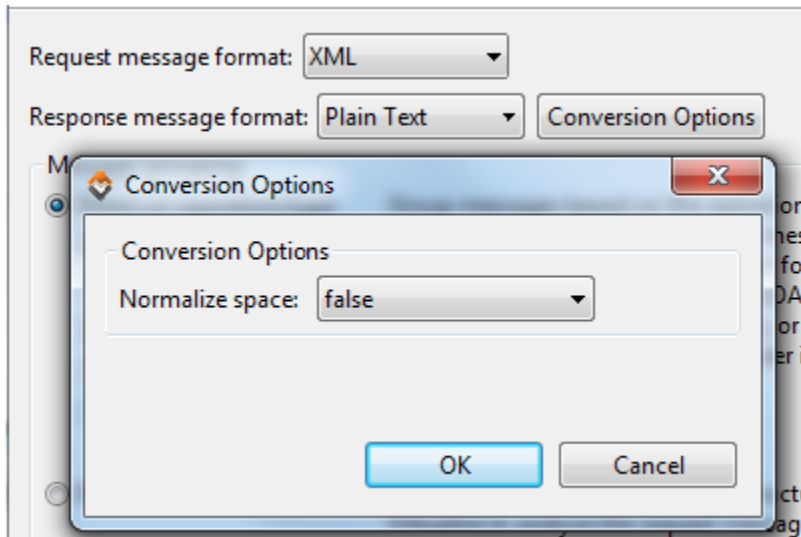 Request message format: XML
Response message format: Plain Text Conversion Options
Conversion Options
Conversion Options
Normalize space: false
OK Cancel